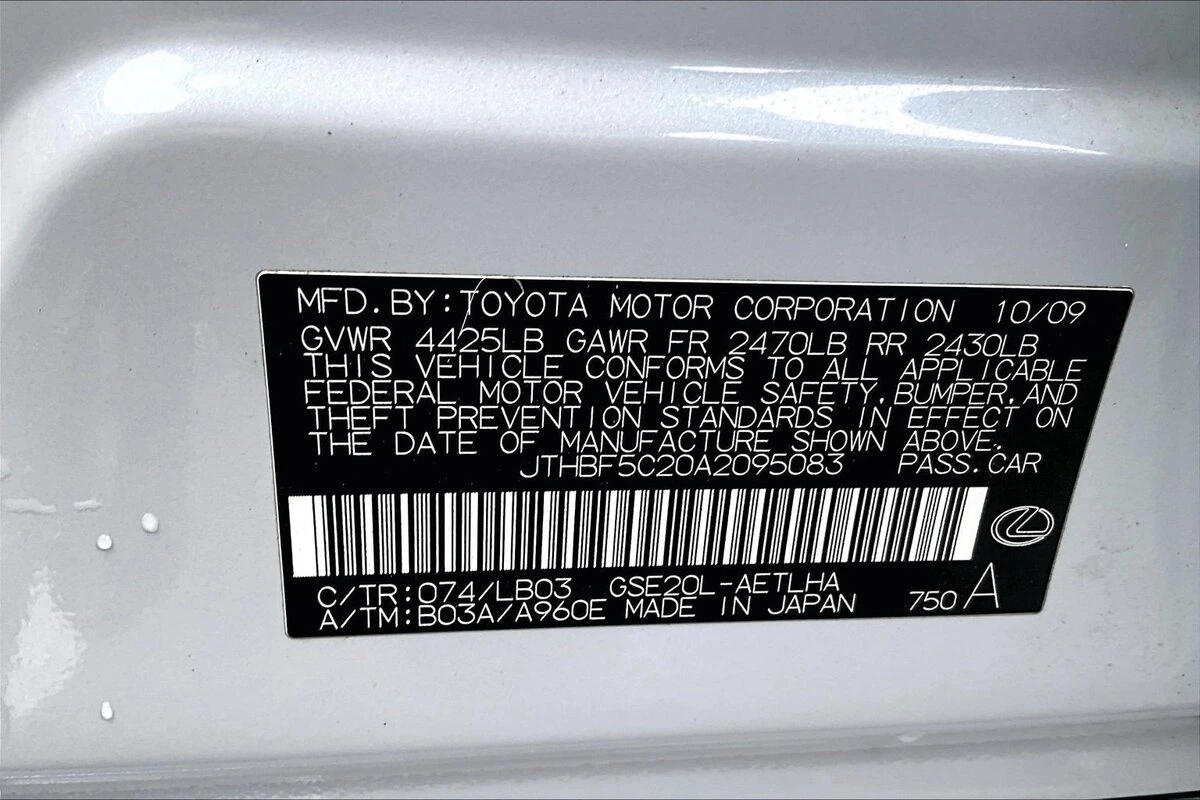 MFD. BY: TOYOTA MOTOR CORPORATION 10/09
GVWR 4425LB GAWR FR 2470LB RR 2430LB
THIS VEHICLE CONFORMS TO ALL APPLICABLE
FEDERAL MOTOR VEHICLE SAFETY, BUMPER, AND
THEFT PREVENTION STANDARDS IN EFFECT ON
THE DATE OF MANUFACTURE SHOWN ABOVE.
JTHBF5C20A2095083 PASS. CAR
C/TR: 074/LB03 GSE20L-AETLHA
A/TM: B03A/A960E MADE IN JAPAN 750 A